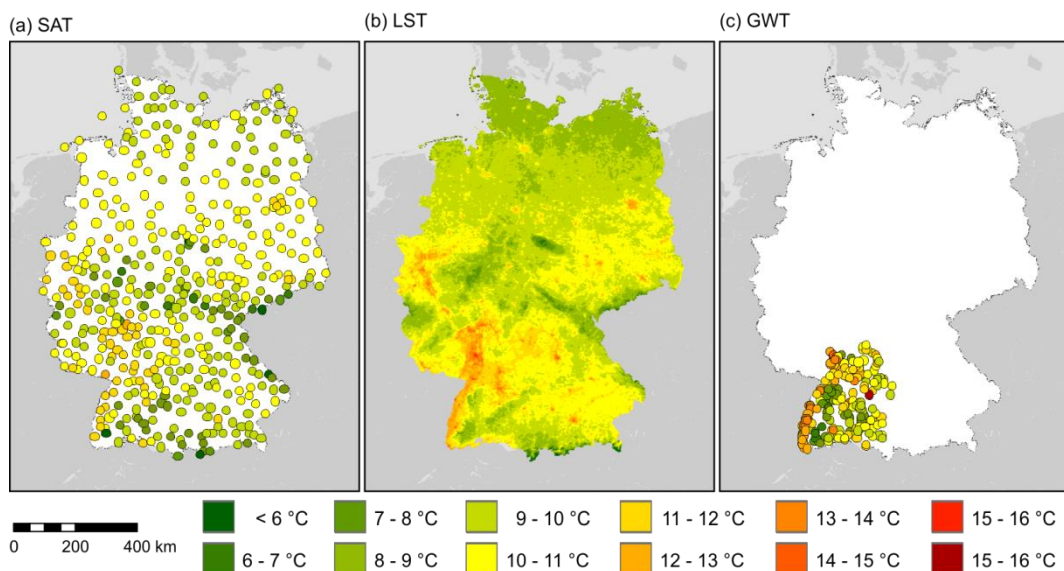 (a) SAT
(b) LST
(c) GWT
< 6 °C 7 - 8 °C 9 - 10 °C 11 - 12 °C 13 - 14 °C 15 - 16 °C
0 200 400 km 6 - 7 °C 8 - 9 °C 10 - 11 °C 12 - 13 °C 14 - 15 °C 15 - 16 °C